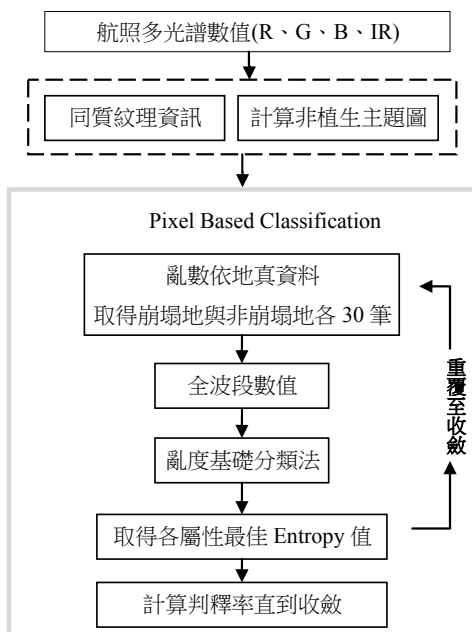 航照多光譜數值(R、G、B、IR)
同質紋理資訊
計算非植生主題圖
Pixel Based Classification
亂數依地真資料
取得崩塌地與非崩塌地各 30 筆
全波段數值
亂度基礎分類法
取得各屬性最佳 Entropy 值
計算判釋率直到收斂
重覆至收斂